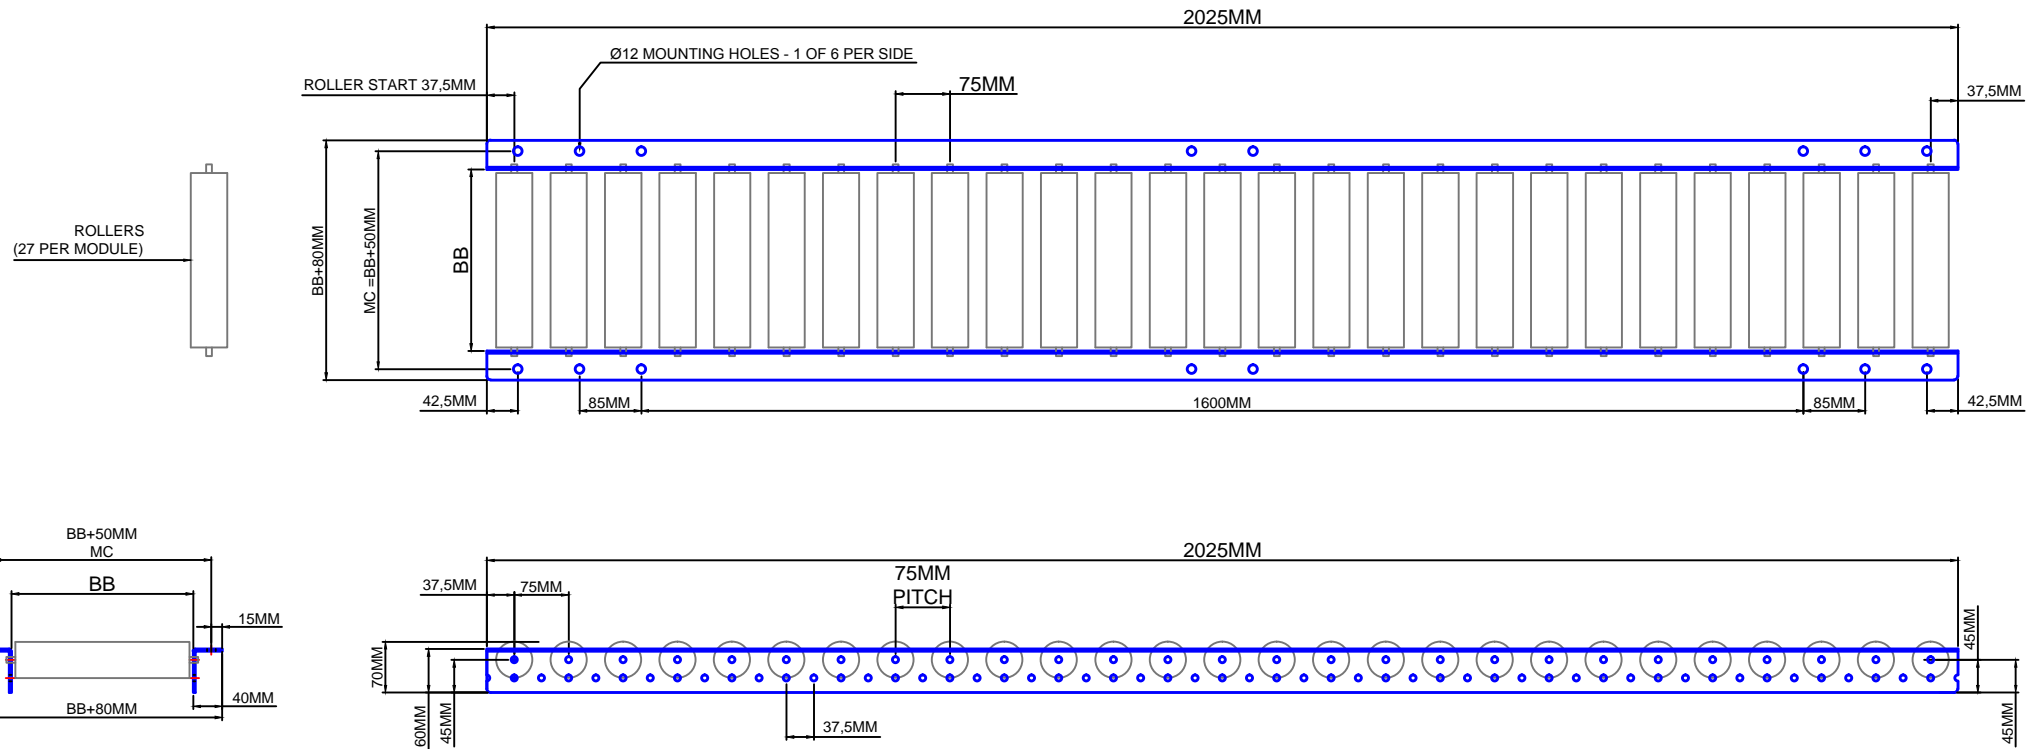 2025MM
Ø12 MOUNTING HOLES - 1 OF 6 PER SIDE
ROLLER START 37,5MM
75MM
37,5MM
ROLLERS
(27 PER MODULE)
BB+80MM
MC =BB+50MM
BB
42,5MM
85MM
1600MM
85MM
42,5MM
BB+50MM
MC
BB
15MM
40MM
BB+80MM
2025MM
37,5MM
75MM
75MM
PITCH
70MM
60MM
45MM
37,5MM
45MM
45MM